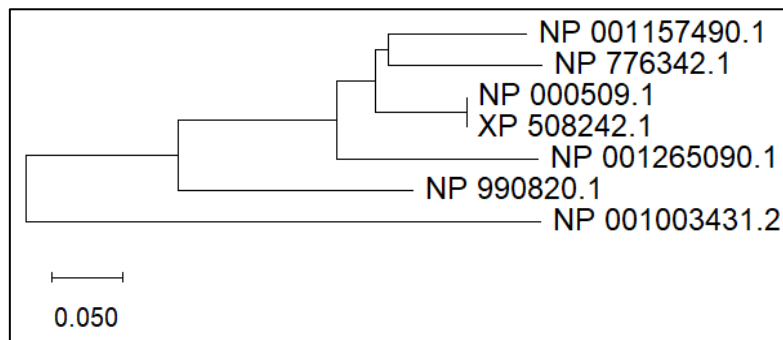 NP 001157490.1
NP 776342.1
NP 000509.1
XP 508242.1
NP 001265090.1
NP 990820.1
NP 001003431.2
0.050